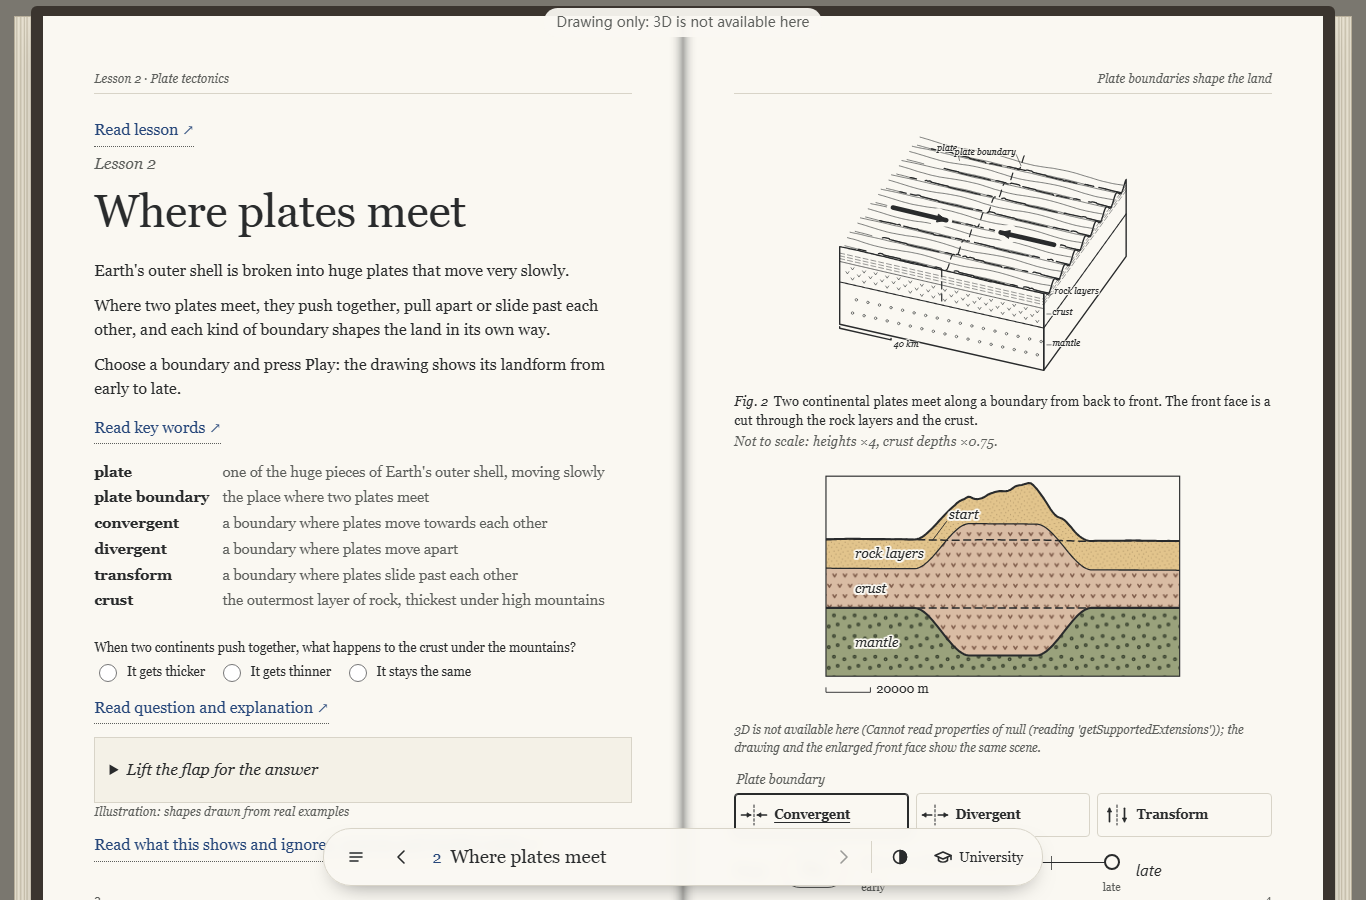 Drawing only: 3D is not available here
Lesson 2 · Plate tectonics
Read lesson ↗
Lesson 2
Where plates meet
Earth's outer shell is broken into huge plates that move very slowly.
Where two plates meet, they push together, pull apart or slide past each
other, and each kind of boundary shapes the land in its own way.
Choose a boundary and press Play: the drawing shows its landform from
early to late.
Read key words ↗
plate one of the huge pieces of Earth's outer shell, moving slowly
plate boundary the place where two plates meet
convergent a boundary where plates move towards each other
divergent a boundary where plates move apart
transform a boundary where plates slide past each other
crust the outermost layer of rock, thickest under high mountains
When two continents push together, what happens to the crust under the mountains?
It gets thicker It gets thinner It stays the same
Read question and explanation ↗
Lift the flap for the answer
Illustration: shapes drawn from real examples
Read what this shows and ignore
Plate boundaries shape the land
plate
plate boundary
rock layers
crust
mantle
40 km
Fig. 2 Two continental plates meet along a boundary from back to front. The front face is a
cut through the rock layers and the crust.
Not to scale: heights ×4, crust depths ×0.75.
start
rock layers
crust
mantle
20000 m
3D is not available here (Cannot read properties of null (reading 'getSupportedExtensions')); the
drawing and the enlarged front face show the same scene.
Plate boundary
Convergent Divergent Transform
late
early late
2 Where plates meet University